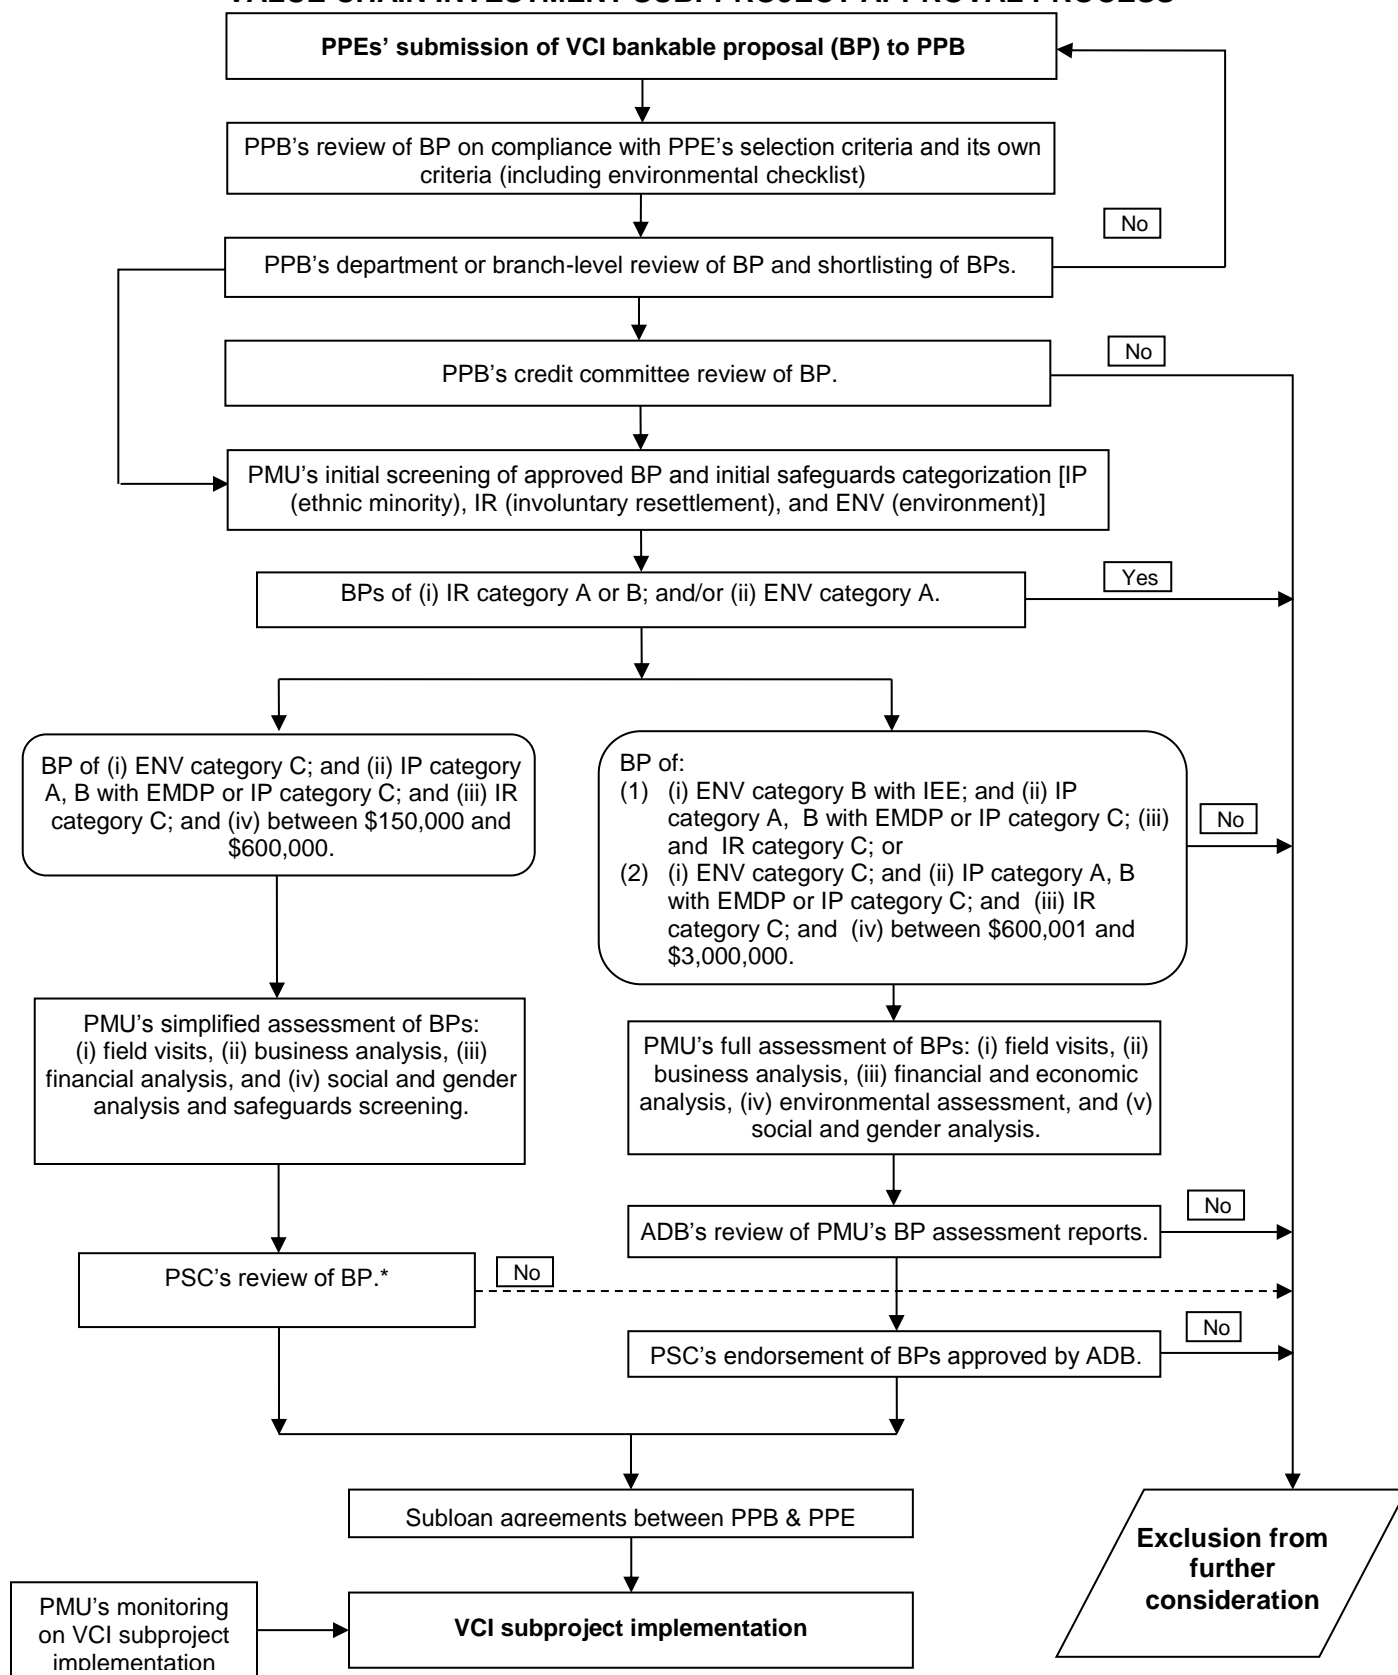 VALUE CHAIN INVESTMENT SUBPROJECT APPROVAL PROCESS
PPEs’ submission of VCI bankable proposal (BP) to PPB
PPB’s review of BP on compliance with PPE’s selection criteria and its own
criteria (including environmental checklist)
No
PPB’s department or branch-level review of BP and shortlisting of BPs.
No
PPB’s credit committee review of BP.
PMU’s initial screening of approved BP and initial safeguards categorization [IP
(ethnic minority), IR (involuntary resettlement), and ENV (environment)]
Yes
BPs of (i) IR category A or B; and/or (ii) ENV category A.
BP of (i) ENV category C; and (ii) IP category
A, B with EMDP or IP category C; and (iii) IR
category C; and (iv) between $150,000 and
$600,000.
BP of:
(1) (i) ENV category B with IEE; and (ii) IP
category A, B with EMDP or IP category C; (iii)
and IR category C; or
(2) (i) ENV category C; and (ii) IP category A, B
with EMDP or IP category C; and (iii) IR
category C; and (iv) between $600,001 and
$3,000,000.
No
PMU’s simplified assessment of BPs:
(i) field visits, (ii) business analysis, (iii)
financial analysis, and (iv) social and gender
analysis and safeguards screening.
PMU’s full assessment of BPs: (i) field visits, (ii)
business analysis, (iii) financial and economic
analysis, (iv) environmental assessment, and (v)
social and gender analysis.
No
ADB’s review of PMU’s BP assessment reports.
PSC’s review of BP.*
No
No
PSC’s endorsement of BPs approved by ADB.
Subloan agreements between PPB & PPE
Exclusion from
further
consideration
PMU’s monitoring
on VCI subproject
implementation
VCI subproject implementation